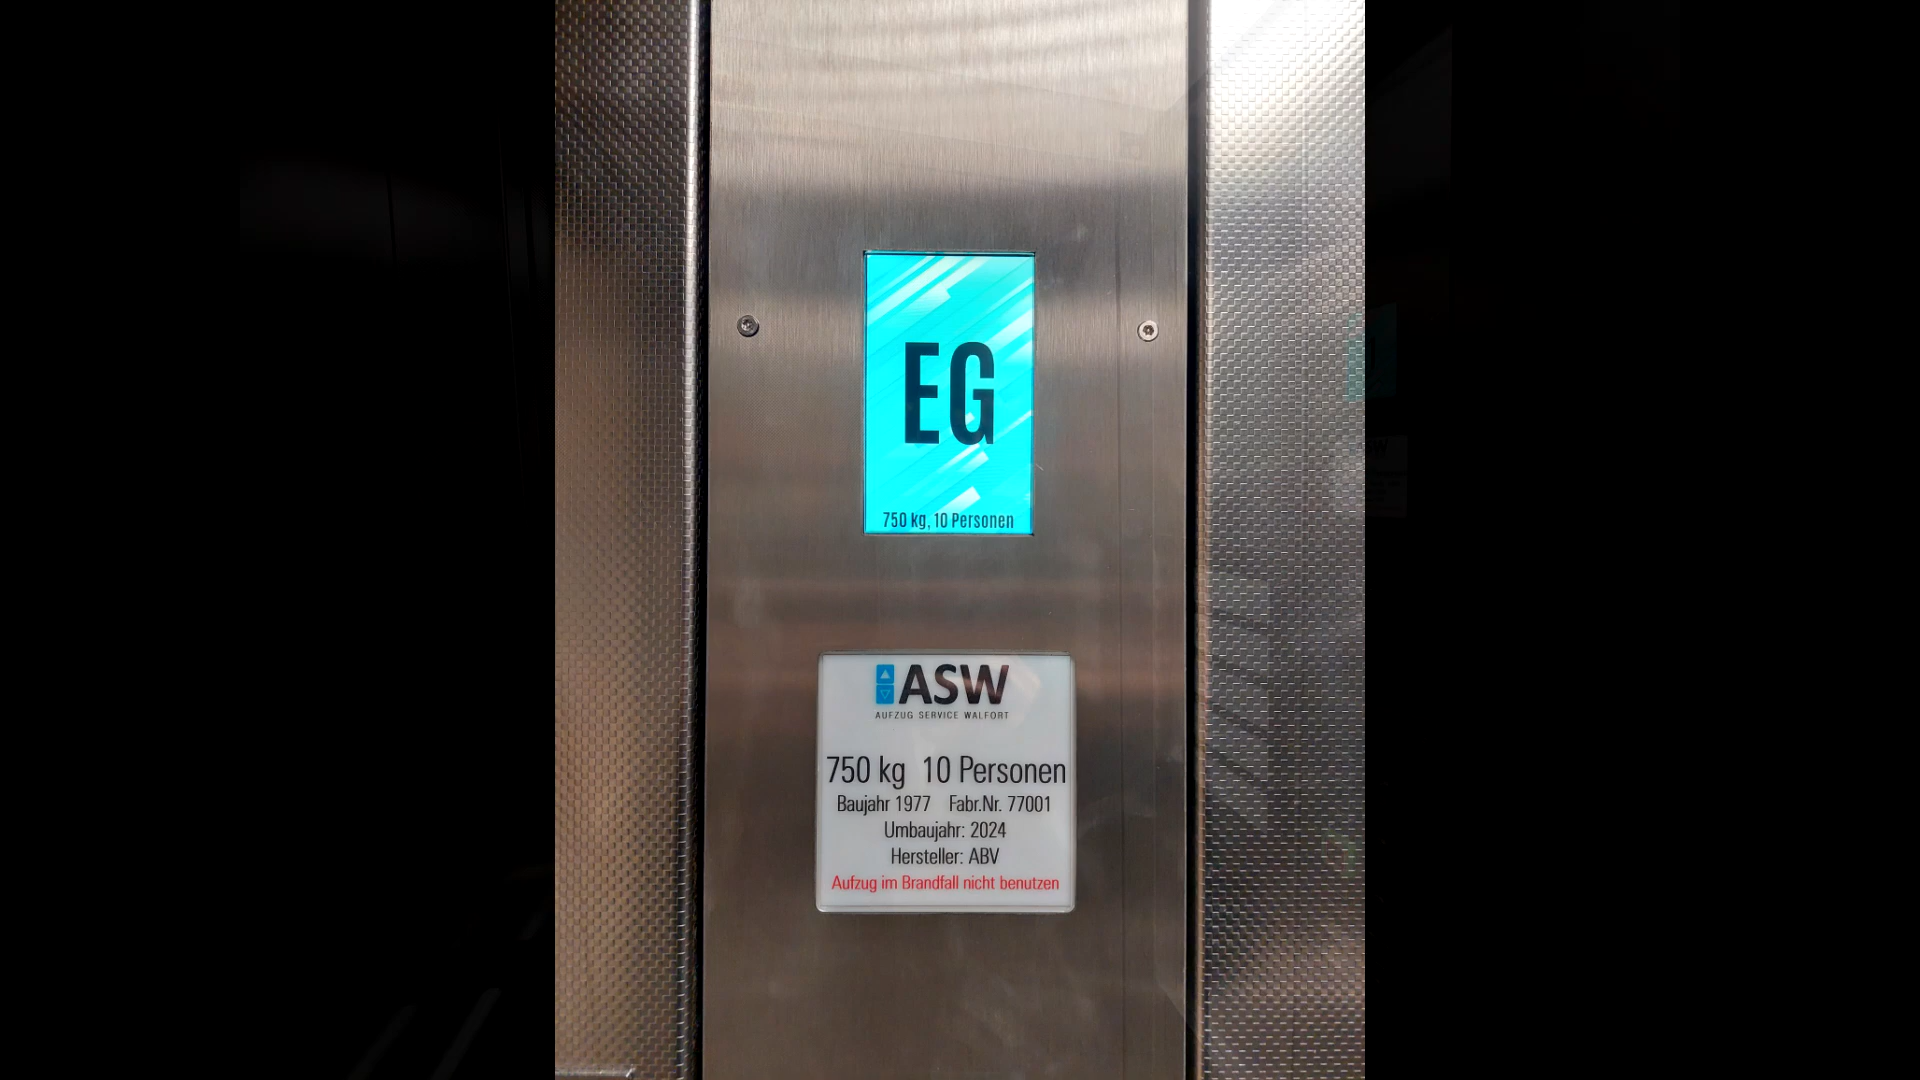 EG
750 kg, 10 Personen
ASW
AUFZUG SERVICE WALFORT
750 kg 10 Personen
Baujahr 1977 Fabr.Nr. 77001
Umbaujahr: 2024
Hersteller: ABV
Aufzug im Brandfall nicht benutzen